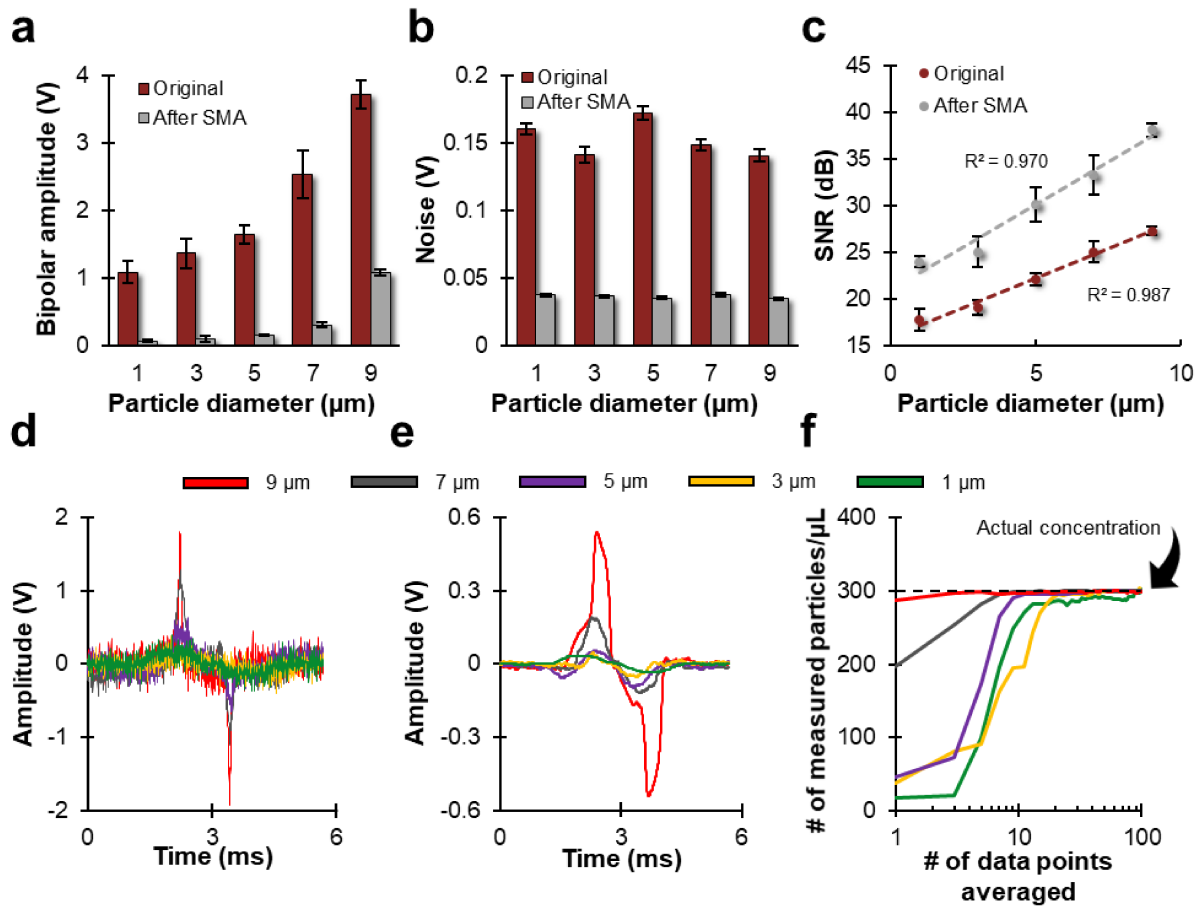 a
Bipolar amplitude (V)
4
3
2
1
0
Original
After SMA
1 3 5 7 9
Particle diameter (µm)
b
Noise (V)
0.2
0.15
0.1
0.05
0
Original
After SMA
1 3 5 7 9
Particle diameter (µm)
c
SNR (dB)
45
40
35
30
25
20
15
Original
After SMA
R² = 0.970
R² = 0.987
0 5 10
Particle diameter (µm)
9 µm 7 µm 5 µm 3 µm 1 µm
d
Amplitude (V)
2
1
0
-1
-2
0 3 6
Time (ms)
e
Amplitude (V)
0.6
0.3
0
-0.3
-0.6
0 3 6
Time (ms)
f
# of measured particles/µL
400
300
200
100
0
Actual concentration
1 10 100
# of data points
averaged